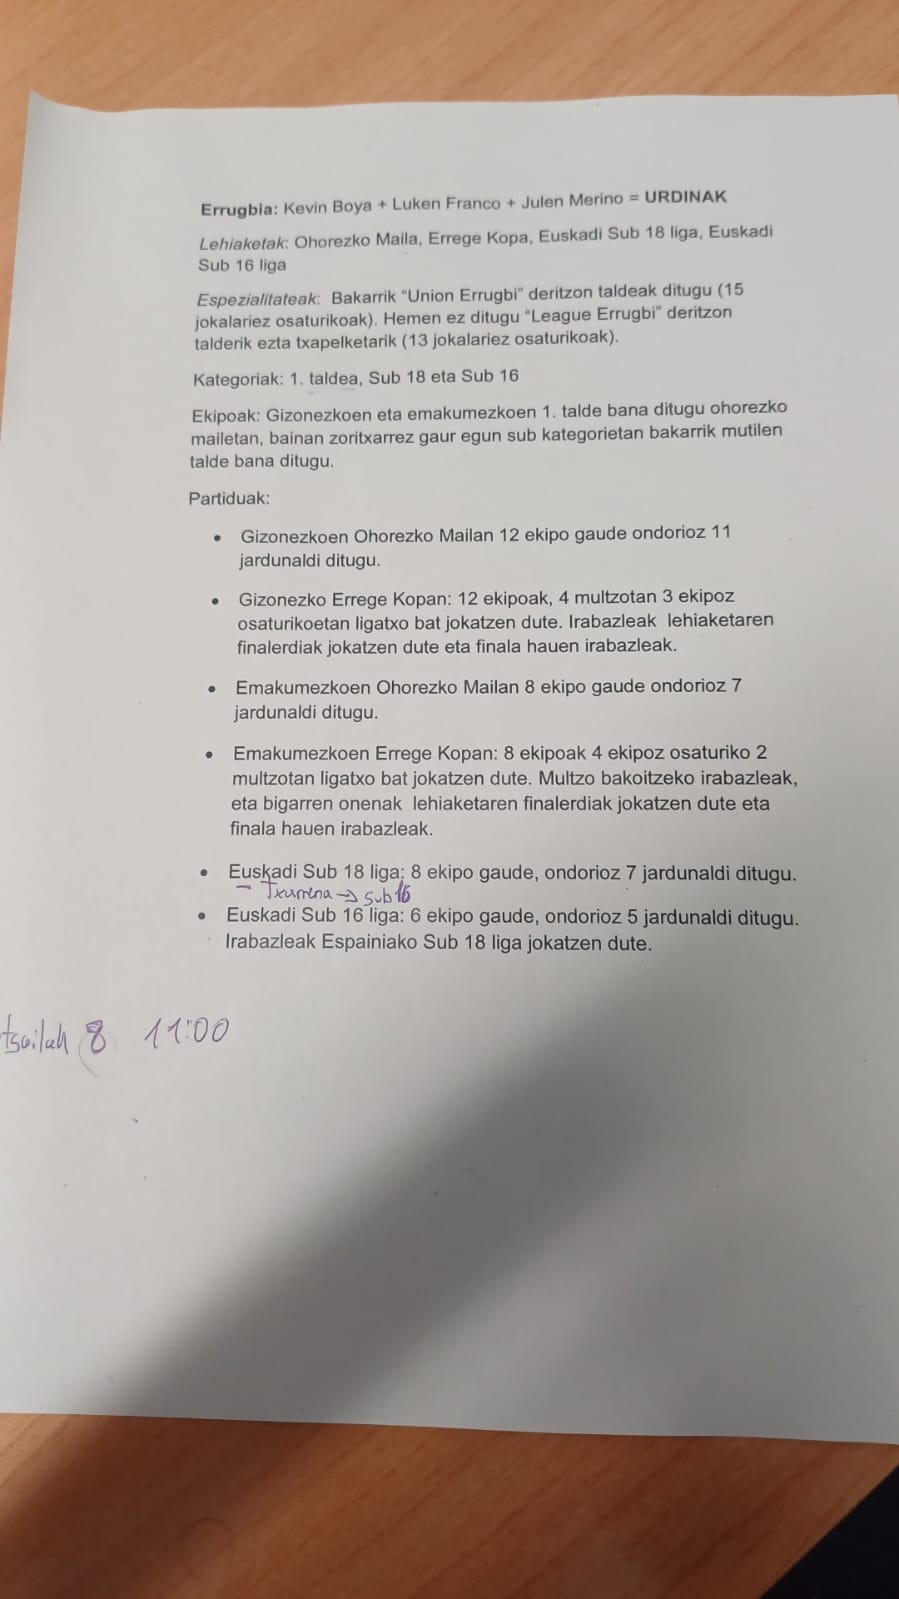 Errugbia: Kevin Boya + Luken Franco + Julen Merino = URDINAK
Lehiaketak: Ohorezko Maila, Errege Kopa, Euskadi Sub 18 liga, Euskadi
Sub 16 liga
Espezialitateak: Bakarrik “Union Errugbi” deritzon taldeak ditugu (15
jokalariez osaturikoak). Hemen ez ditugu “League Errugbi” deritzon
talderik ezta txapelketarik (13 jokalariez osaturikoak).
Kategoriak: 1. taldea, Sub 18 eta Sub 16
Ekipoak: Gizonezkoen eta emakumezkoen 1. talde bana ditugu ohorezko
mailetan, bainan zoritxarrez gaur egun sub kategorietan bakarrik mutilen
talde bana ditugu.
Partiduak:
• Gizonezkoen Ohorezko Mailan 12 ekipo gaude ondorioz 11
jardunaldi ditugu.
• Gizonezko Errege Kopan: 12 ekipoak, 4 multzotan 3 ekipoz
osaturikoetan ligatxo bat jokatzen dute. Irabazleak lehiaketaren
finalerdiak jokatzen dute eta finala hauen irabazleak.
• Emakumezkoen Ohorezko Mailan 8 ekipo gaude ondorioz 7
jardunaldi ditugu.
• Emakumezkoen Errege Kopan: 8 ekipoak 4 ekipoz osaturiko 2
multzotan ligatxo bat jokatzen dute. Multzo bakoitzeko irabazleak,
eta bigarren onenak lehiaketaren finalerdiak jokatzen dute eta
finala hauen irabazleak.
• Euskadi Sub 18 liga: 8 ekipo gaude, ondorioz 7 jardunaldi ditugu.
– Txurrena → sub 16
• Euskadi Sub 16 liga: 6 ekipo gaude, ondorioz 5 jardunaldi ditugu.
Irabazleak Espainiako Sub 18 liga jokatzen dute.
tsailak 8 11:00